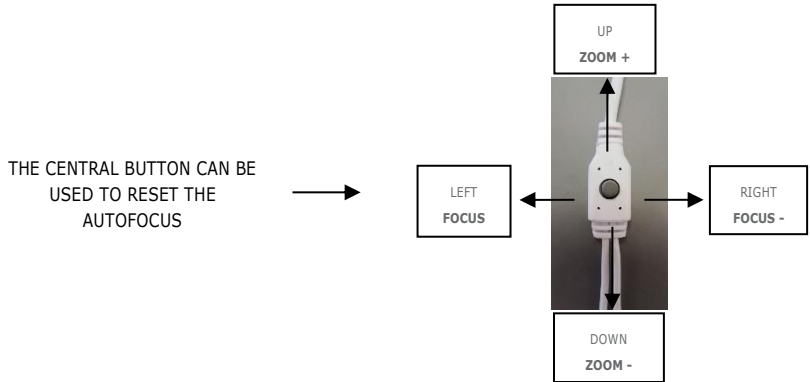 UP
ZOOM +
THE CENTRAL BUTTON CAN BE
USED TO RESET THE
AUTOFOCUS
LEFT
FOCUS
RIGHT
FOCUS -
DOWN
ZOOM -